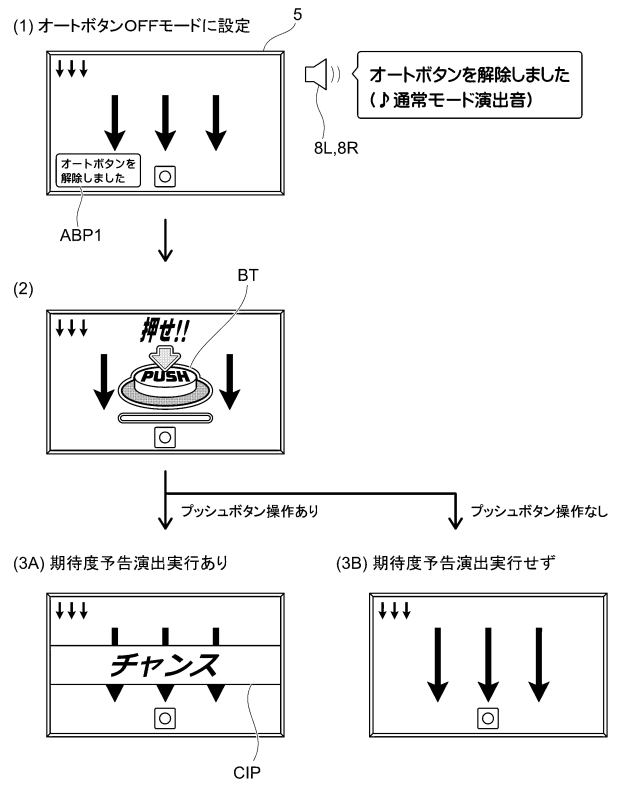 (1) オートボタンOFFモードに設定
5
オートボタンを解除しました
(♪通常モード演出音)
8L,8R
オートボタンを
解除しました
ABP1
(2)
BT
押せ!!
PUSH
プッシュボタン操作あり
プッシュボタン操作なし
(3A) 期待度予告演出実行あり
(3B) 期待度予告演出実行せず
チャンス
CIP